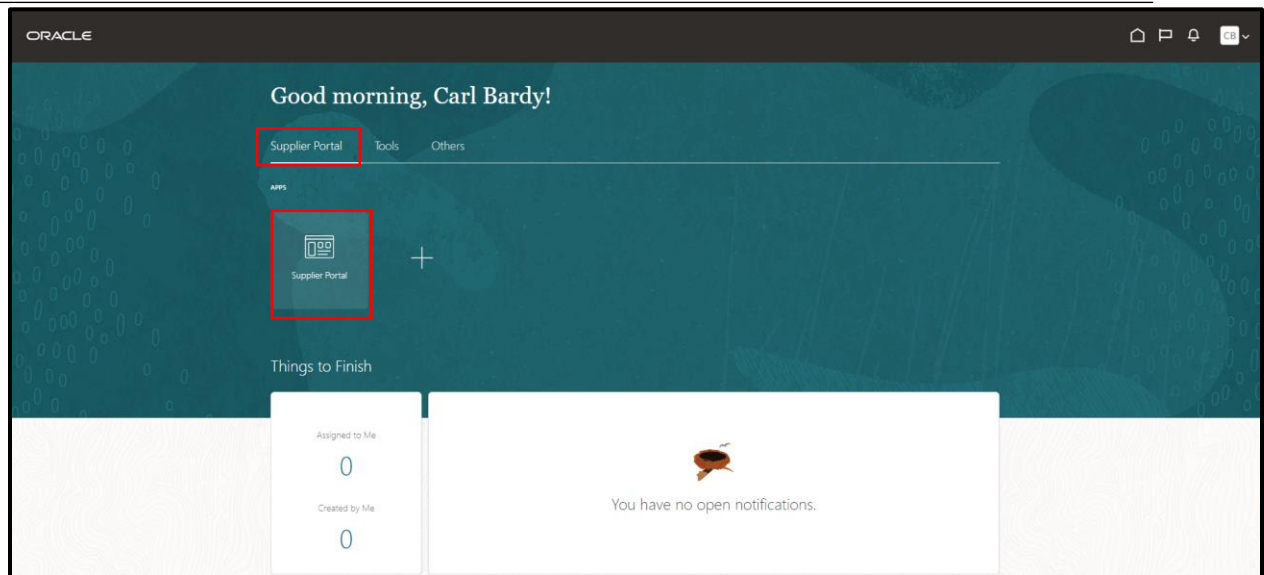 ORACLE
CB
Good morning, Carl Bardy!
Supplier Portal Tools Others
APPS
Supplier Portal
Things to Finish
Assigned to Me
0
Created by Me
0
You have no open notifications.